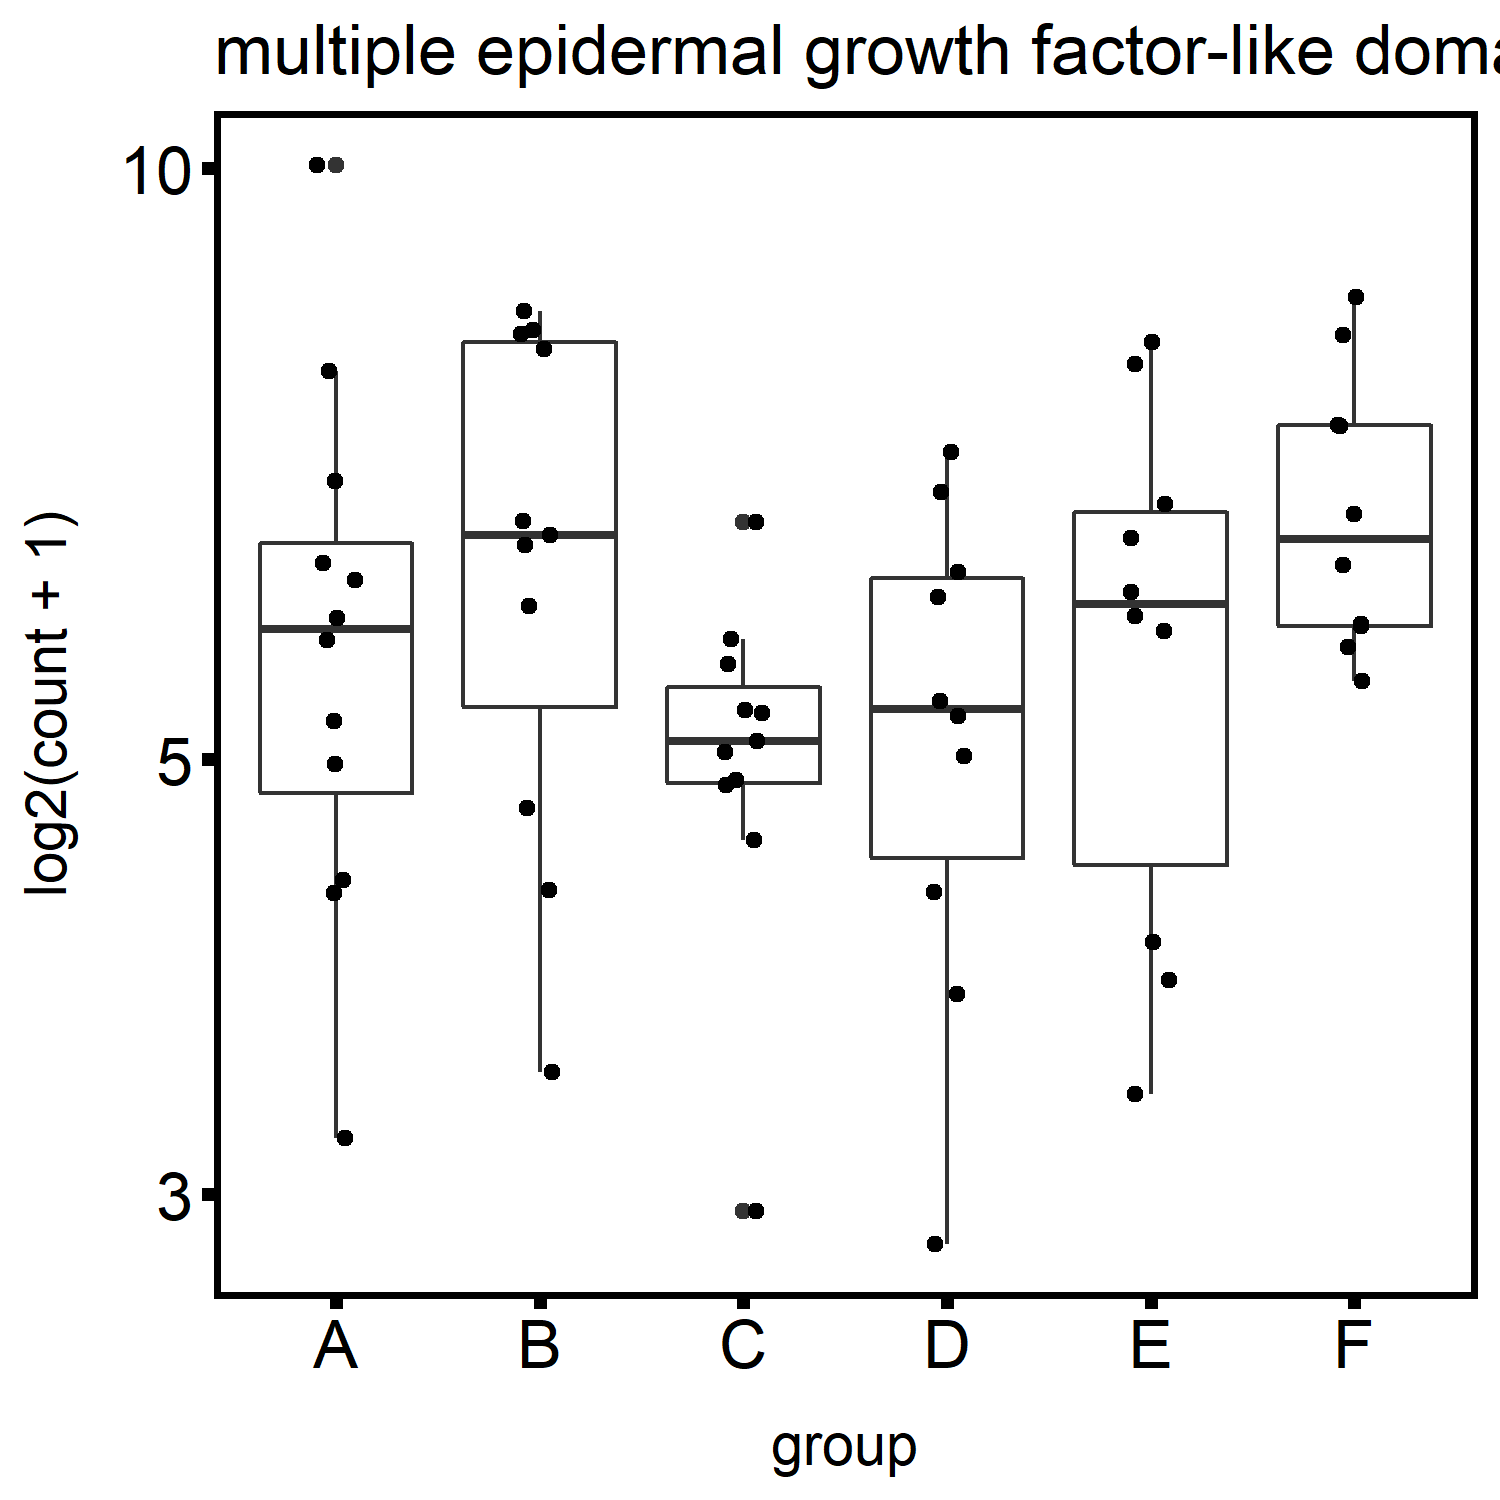 multiple epidermal growth factor-like doma
10
5
3
log2(count + 1)
A B C D E F
group